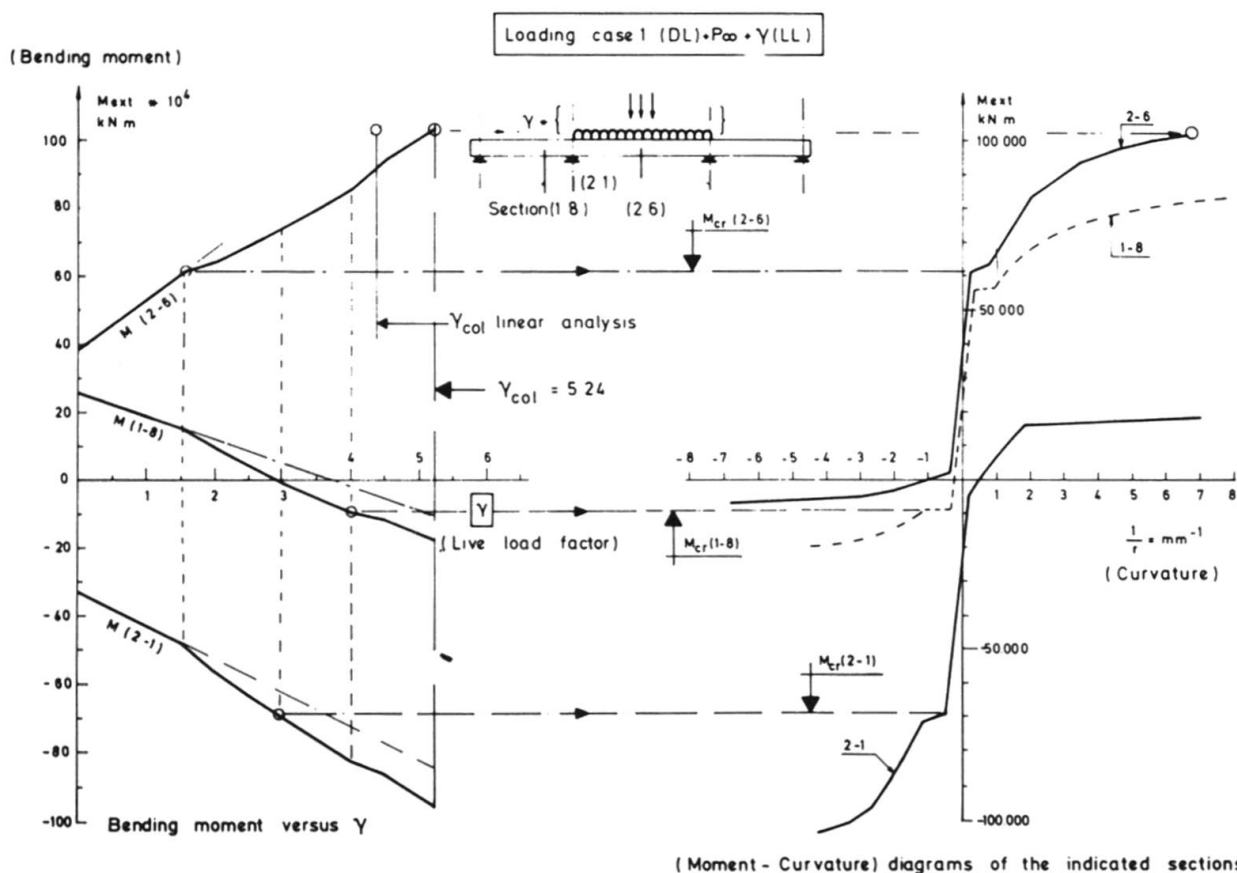 Loading case 1 (DL)+P∞ + γ(LL)
(Bending moment)
Mext * 10⁴
kNm
100
80
60
40
20
0
-20
-40
-60
-80
-100
M (2-6)
M (1-8)
M (2-1)
1
2
3
4
5
6
γ
(Live load factor)
γcol linear analysis
γcol = 5.24
Bending moment versus γ
γ = { }
(2 1)
Section(1 8) (2 6)
Mcr(2-6)
Mcr(1-8)
Mcr(2-1)
Mext
kNm
100 000
50 000
-50 000
-100 000
2-6
1-8
2-1
-8 -7 -6 -5 -4 -3 -2 -1
1 2 3 4 5 6 7 8
1/r = mm⁻¹
(Curvature)
(Moment - Curvature) diagrams of the indicated sections